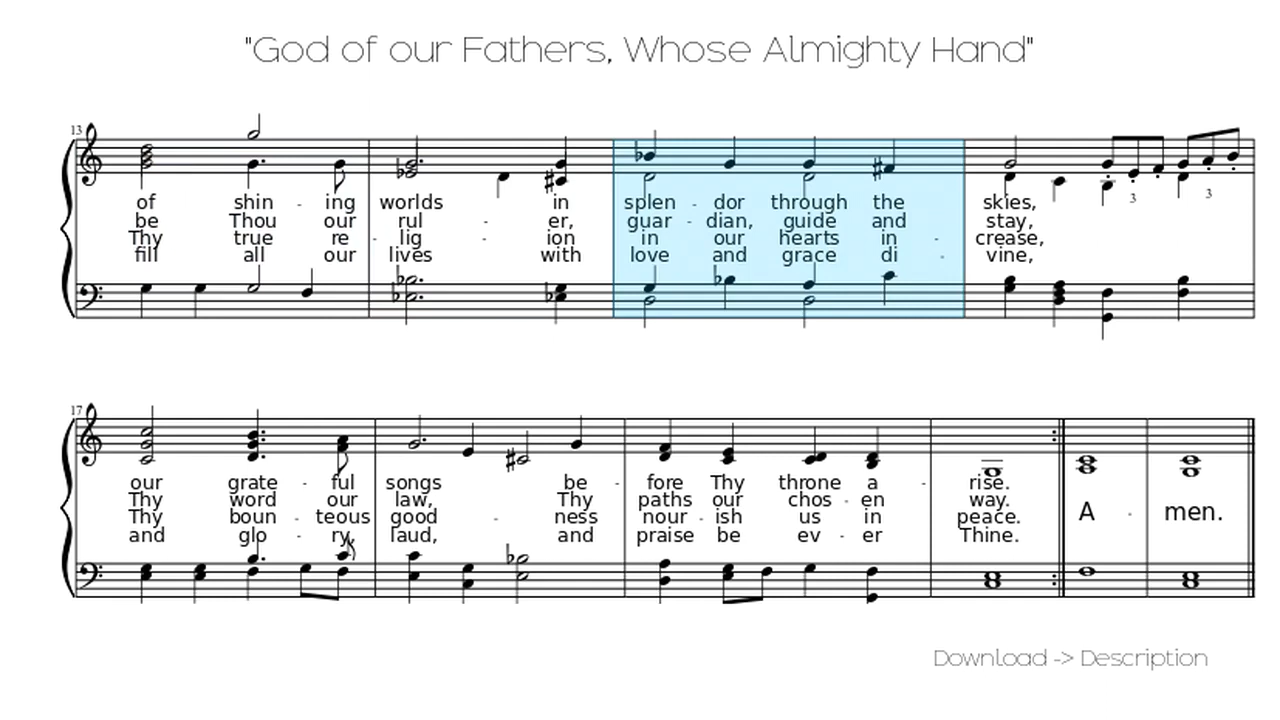 "God of our Fathers, Whose Almighty Hand"
13
of shin - ing worlds in splen - dor through the skies,
be Thou our rul - er, guar - dian, guide and stay,
Thy true re - lig - ion in our hearts in - crease,
fill all our lives with love and grace di - vine,
3 3
17
our grate - ful songs be - fore Thy throne a - rise.
Thy word our law, Thy paths our chos - en way.
Thy boun - teous good - ness nour - ish us in peace.
and glo - ry, laud, and praise be ev - er Thine.
A - men.
Download -> Description